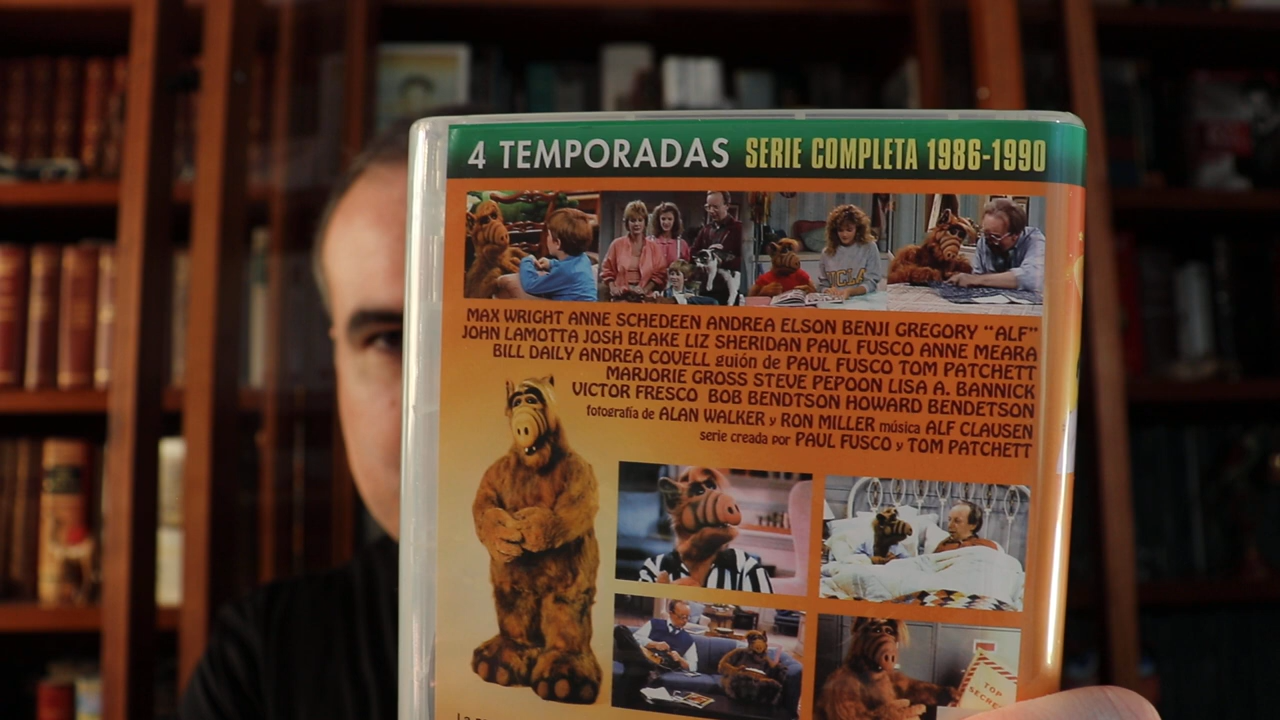 4 TEMPORADAS SERIE COMPLETA 1986-1990
UCLA
MAX WRIGHT ANNE SCHEDEEN ANDREA ELSON BENJI GREGORY "ALF"
JOHN LAMOTTA JOSH BLAKE LIZ SHERIDAN PAUL FUSCO ANNE MEARA
BILL DAILY ANDREA COVELL guión de PAUL FUSCO TOM PATCHETT
MARJORIE GROSS STEVE PEPOON LISA A. BANNICK
VICTOR FRESCO BOB BENDTSON HOWARD BENDETSON
fotografía de ALAN WALKER y RON MILLER música ALF CLAUSEN
serie creada por PAUL FUSCO y TOM PATCHETT
TOP
SECRE